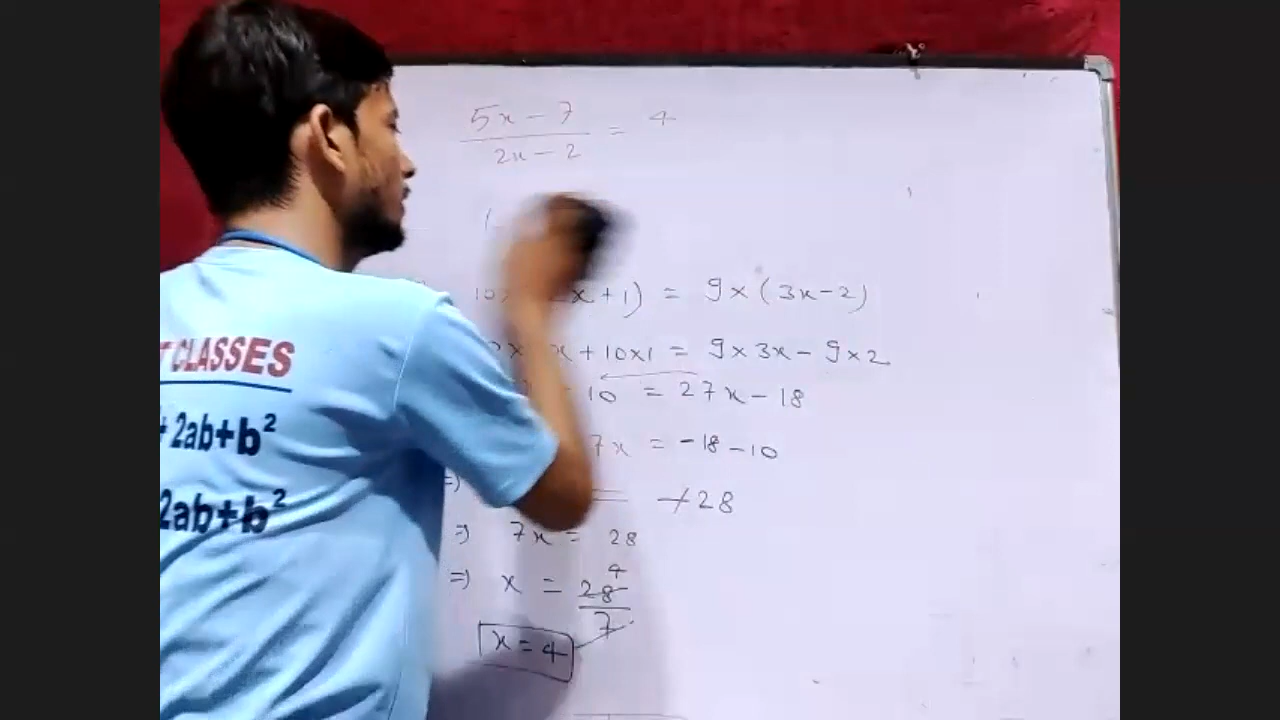 5x - 7
2x - 2
= 4
x + 1) = 9 × (3x - 2)
x + 10×1 = 9×3x - 9×2
10 = 27x - 18
7x = -18 - 10
= -28
⇒ 7x = 28
⇒ x = 28 4
7
x = 4
CLASSES
+ 2ab+b²
2ab+b²